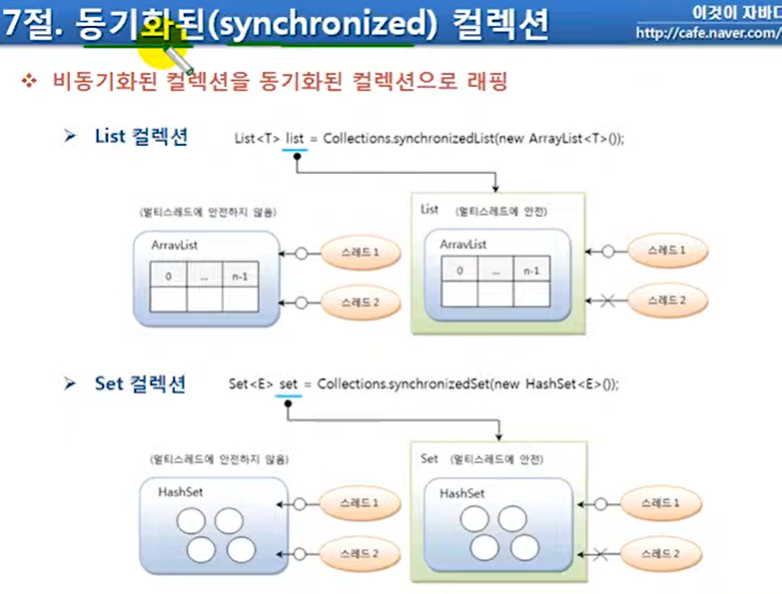 7절. 동기화된(synchronized) 컬렉션
이것이 자바다
http://cafe.naver.com/
비동기화된 컬렉션을 동기화된 컬렉션으로 래핑
List 컬렉션
List<T> list = Collections.synchronizedList(new ArrayList<T>());
(멀티스레드에 안전하지 않음)
ArrayList
0 ... n-1
스레드1
스레드2
List (멀티스레드에 안전)
ArrayList
0 ... n-1
스레드1
스레드2
Set 컬렉션
Set<E> set = Collections.synchronizedSet(new HashSet<E>());
(멀티스레드에 안전하지 않음)
HashSet
스레드1
스레드2
Set (멀티스레드에 안전)
HashSet
스레드1
스레드2